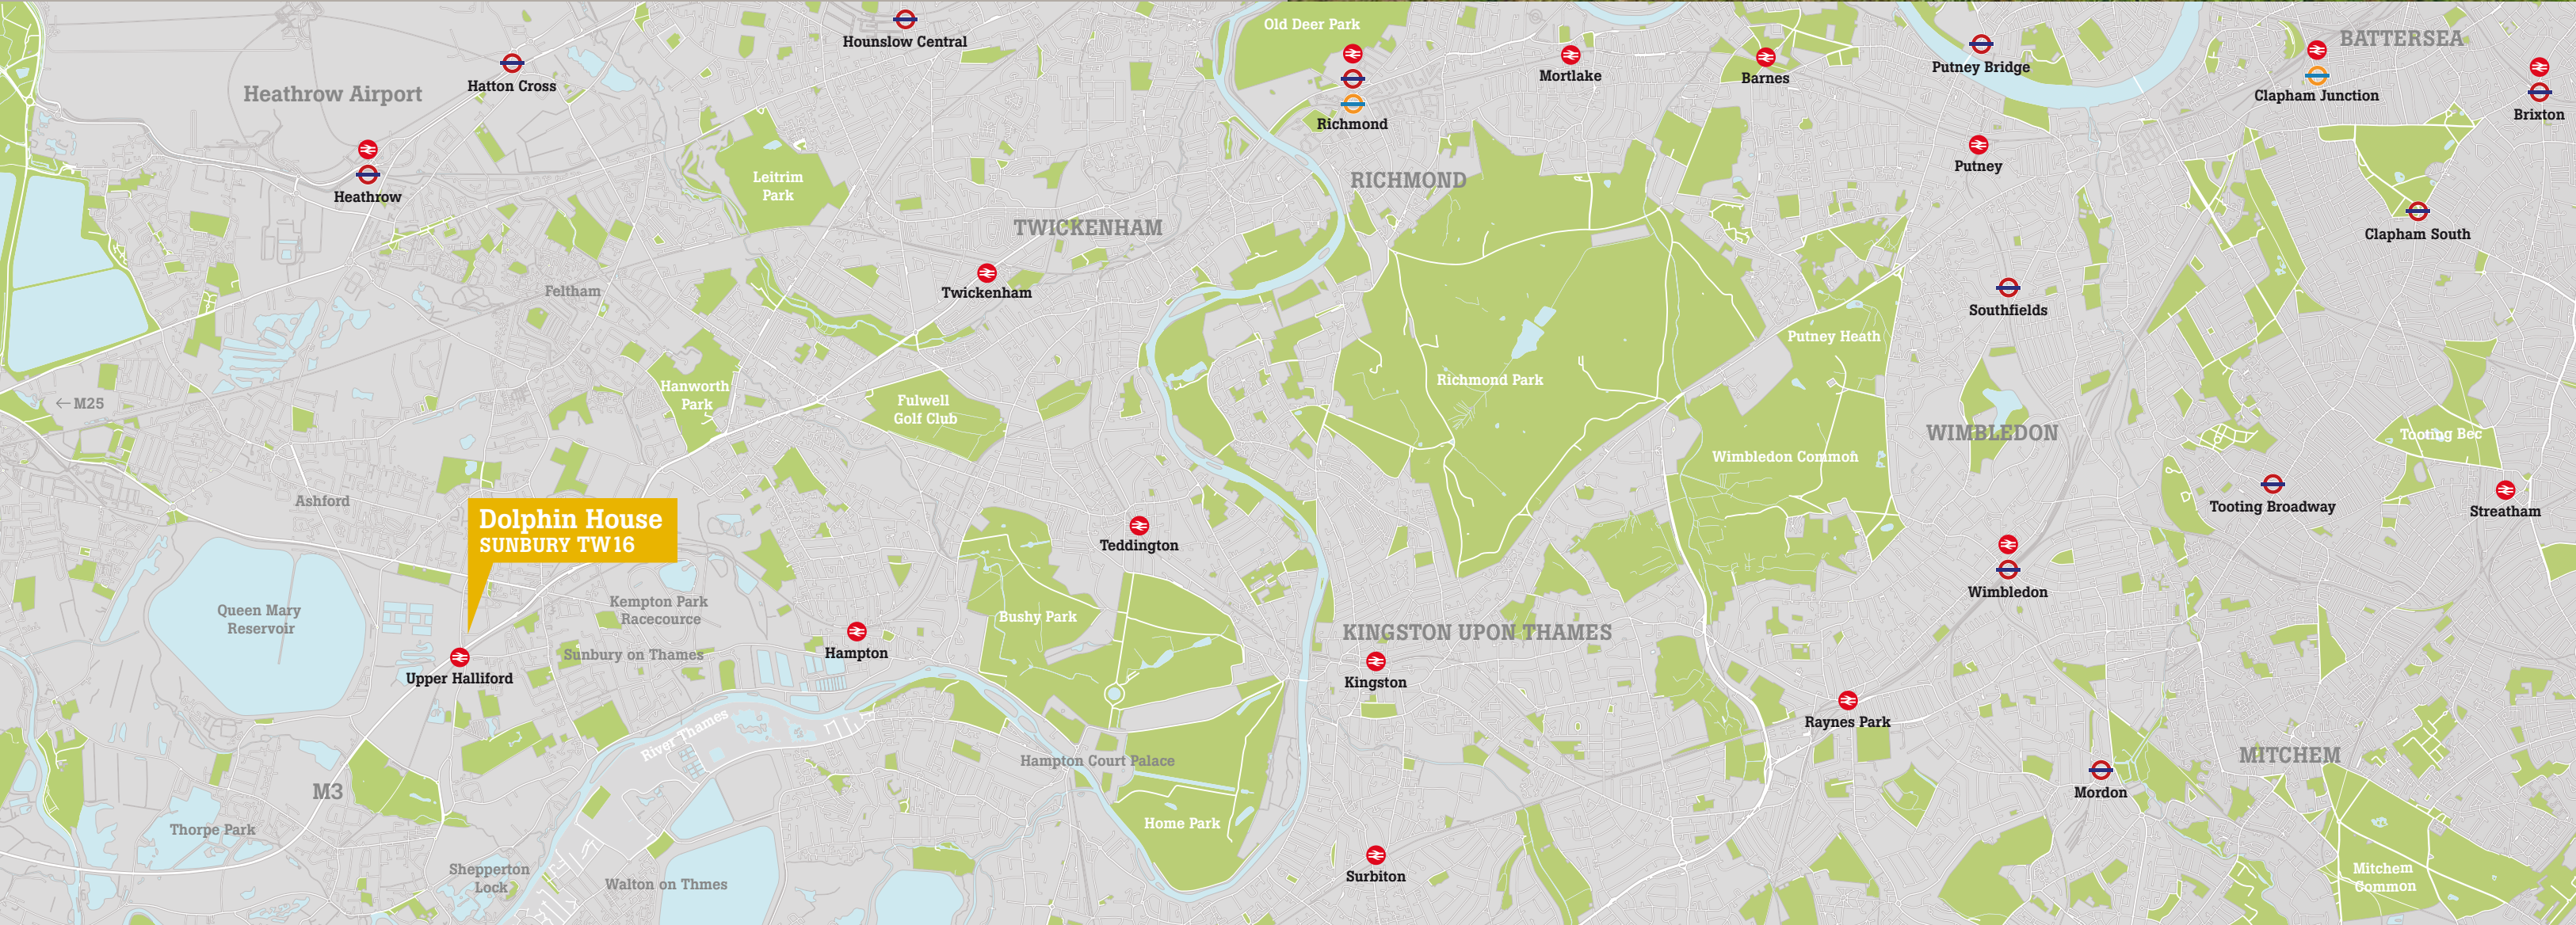 Old Deer Park
Hounslow Central
BATTERSEA
Hatton Cross
Heathrow Airport
Mortlake
Barnes
Putney Bridge
Clapham Junction
Brixton
Richmond
Putney
Leitrim
Park
RICHMOND
Heathrow
TWICKENHAM
Clapham South
Feltham
Twickenham
Southfields
Putney Heath
Richmond Park
Hanworth
Park
Fulwell
Golf Club
←M25
WIMBLEDON
Tooting Bec
Wimbledon Common
Ashford
Tooting Broadway
Streatham
Dolphin House
SUNBURY TW16
Teddington
Wimbledon
Queen Mary
Reservoir
Kempton Park
Racecource
Bushy Park
KINGSTON UPON THAMES
Hampton
Sunbury on Thames
Upper Halliford
Kingston
Raynes Park
River Thames
Hampton Court Palace
MITCHEM
M3
Mordon
Thorpe Park
Home Park
Shepperton
Lock
Walton on Thmes
Surbiton
Mitchem
Common